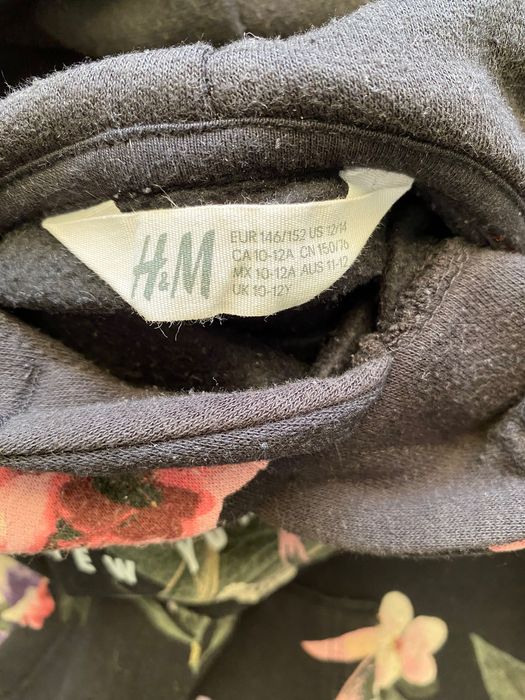 H&M
EUR 146/152 US 12/14
CA 10-12A CN 150/76
MX 10-12A AUS 11-12
UK 10-12Y
E W